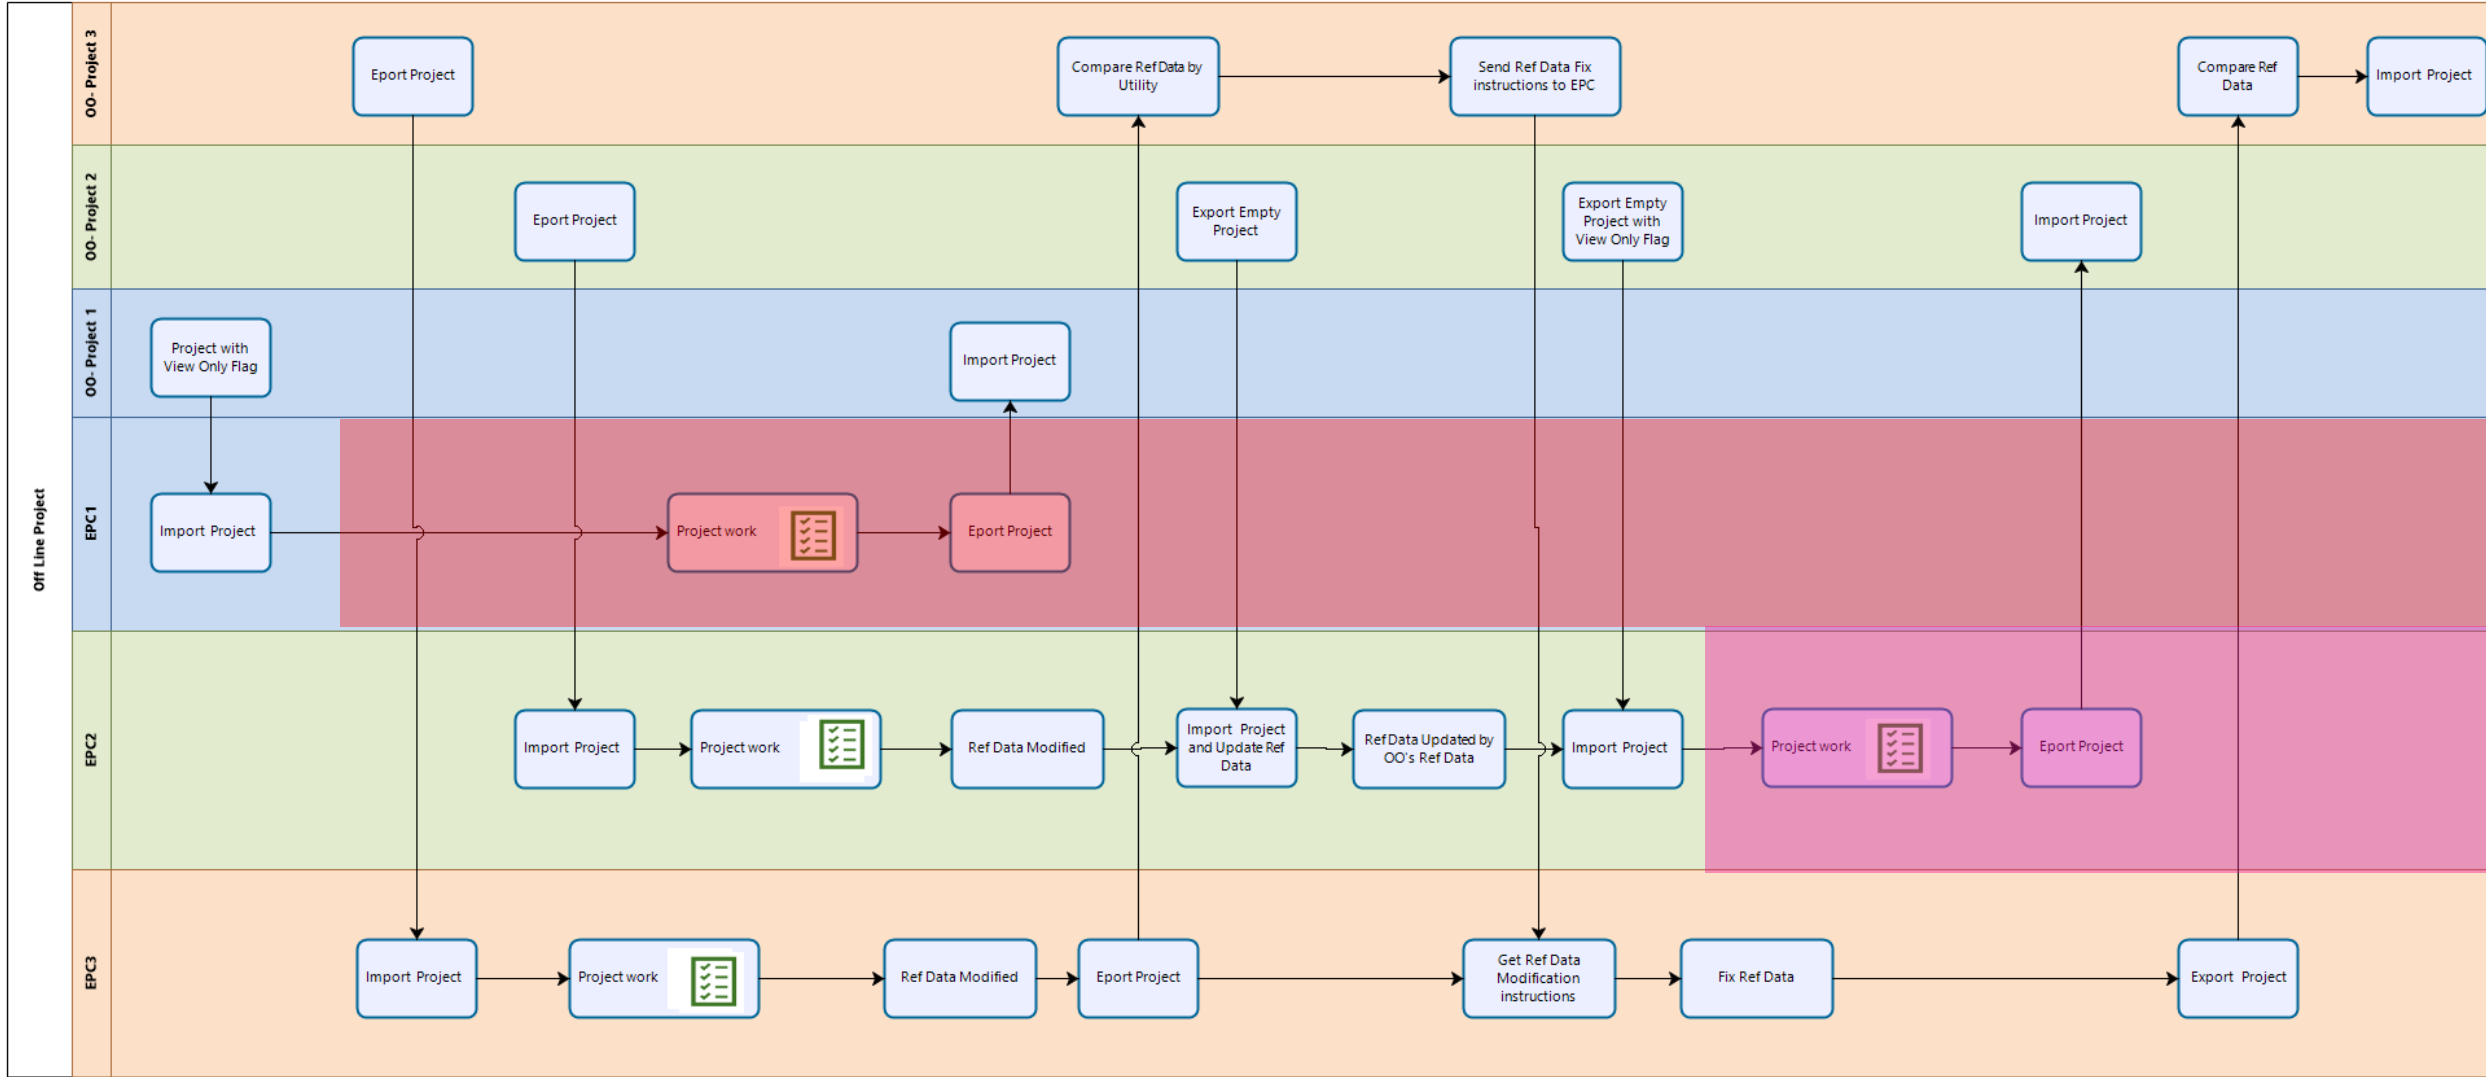 Off Line Project
OO- Project 3
Eport Project
Compare Ref Data by
Utility
Send Ref Data Fix
instructions to EPC
Compare Ref
Data
Import Project
OO- Project 2
Eport Project
Export Empty
Project
Export Empty
Project with
View Only Flag
Import Project
OO- Project 1
Project with
View Only Flag
Import Project
EPC1
Import Project
Project work
Eport Project
EPC2
Import Project
Project work
Ref Data Modified
Import Project
and Update Ref
Data
Ref Data Updated by
OO's Ref Data
Import Project
Project work
Eport Project
EPC3
Import Project
Project work
Ref Data Modified
Eport Project
Get Ref Data
Modification
instructions
Fix Ref Data
Export Project